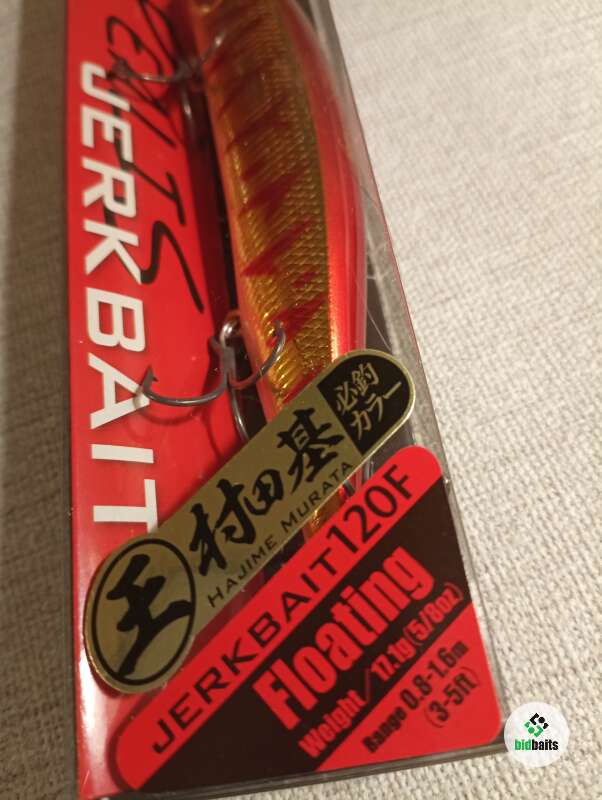 JERKBAIT
王
村田基
HAJIME MURATA
必釣
カラー
JERKBAIT120F
Floating
Weight/17.1g(5/8oz)
Range 0.8-1.6m
(3-5ft)
bidbaits